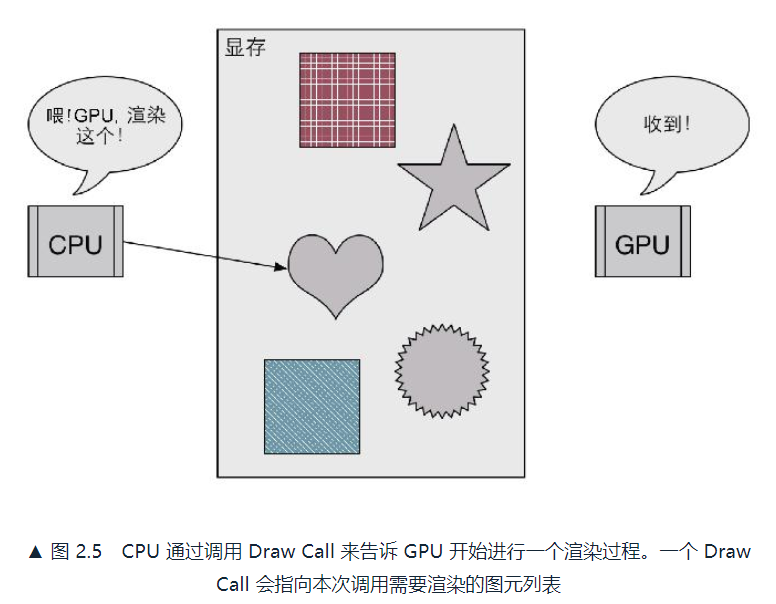 显存
喂!GPU, 渲染
这个!
收到!
CPU
GPU
▲ 图 2.5 CPU 通过调用 Draw Call 来告诉 GPU 开始进行一个渲染过程。一个 Draw
Call 会指向本次调用需要渲染的图元列表